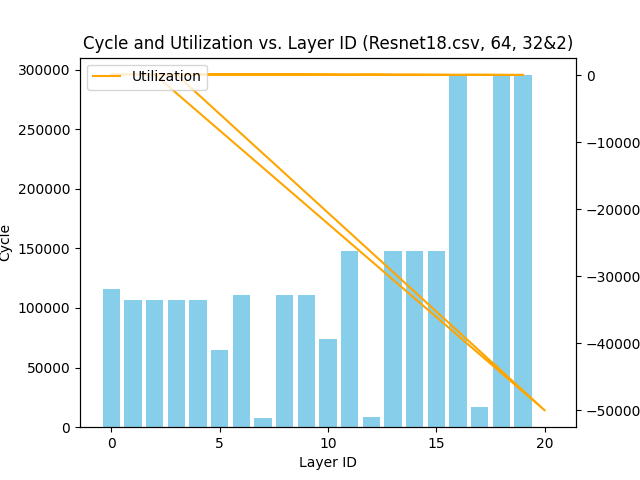 Cycle and Utilization vs. Layer ID (Resnet18.csv, 64, 32&2)
Utilization
300000
250000
200000
150000
100000
50000
0
Cycle
0
−10000
−20000
−30000
−40000
−50000
0 5 10 15 20
Layer ID